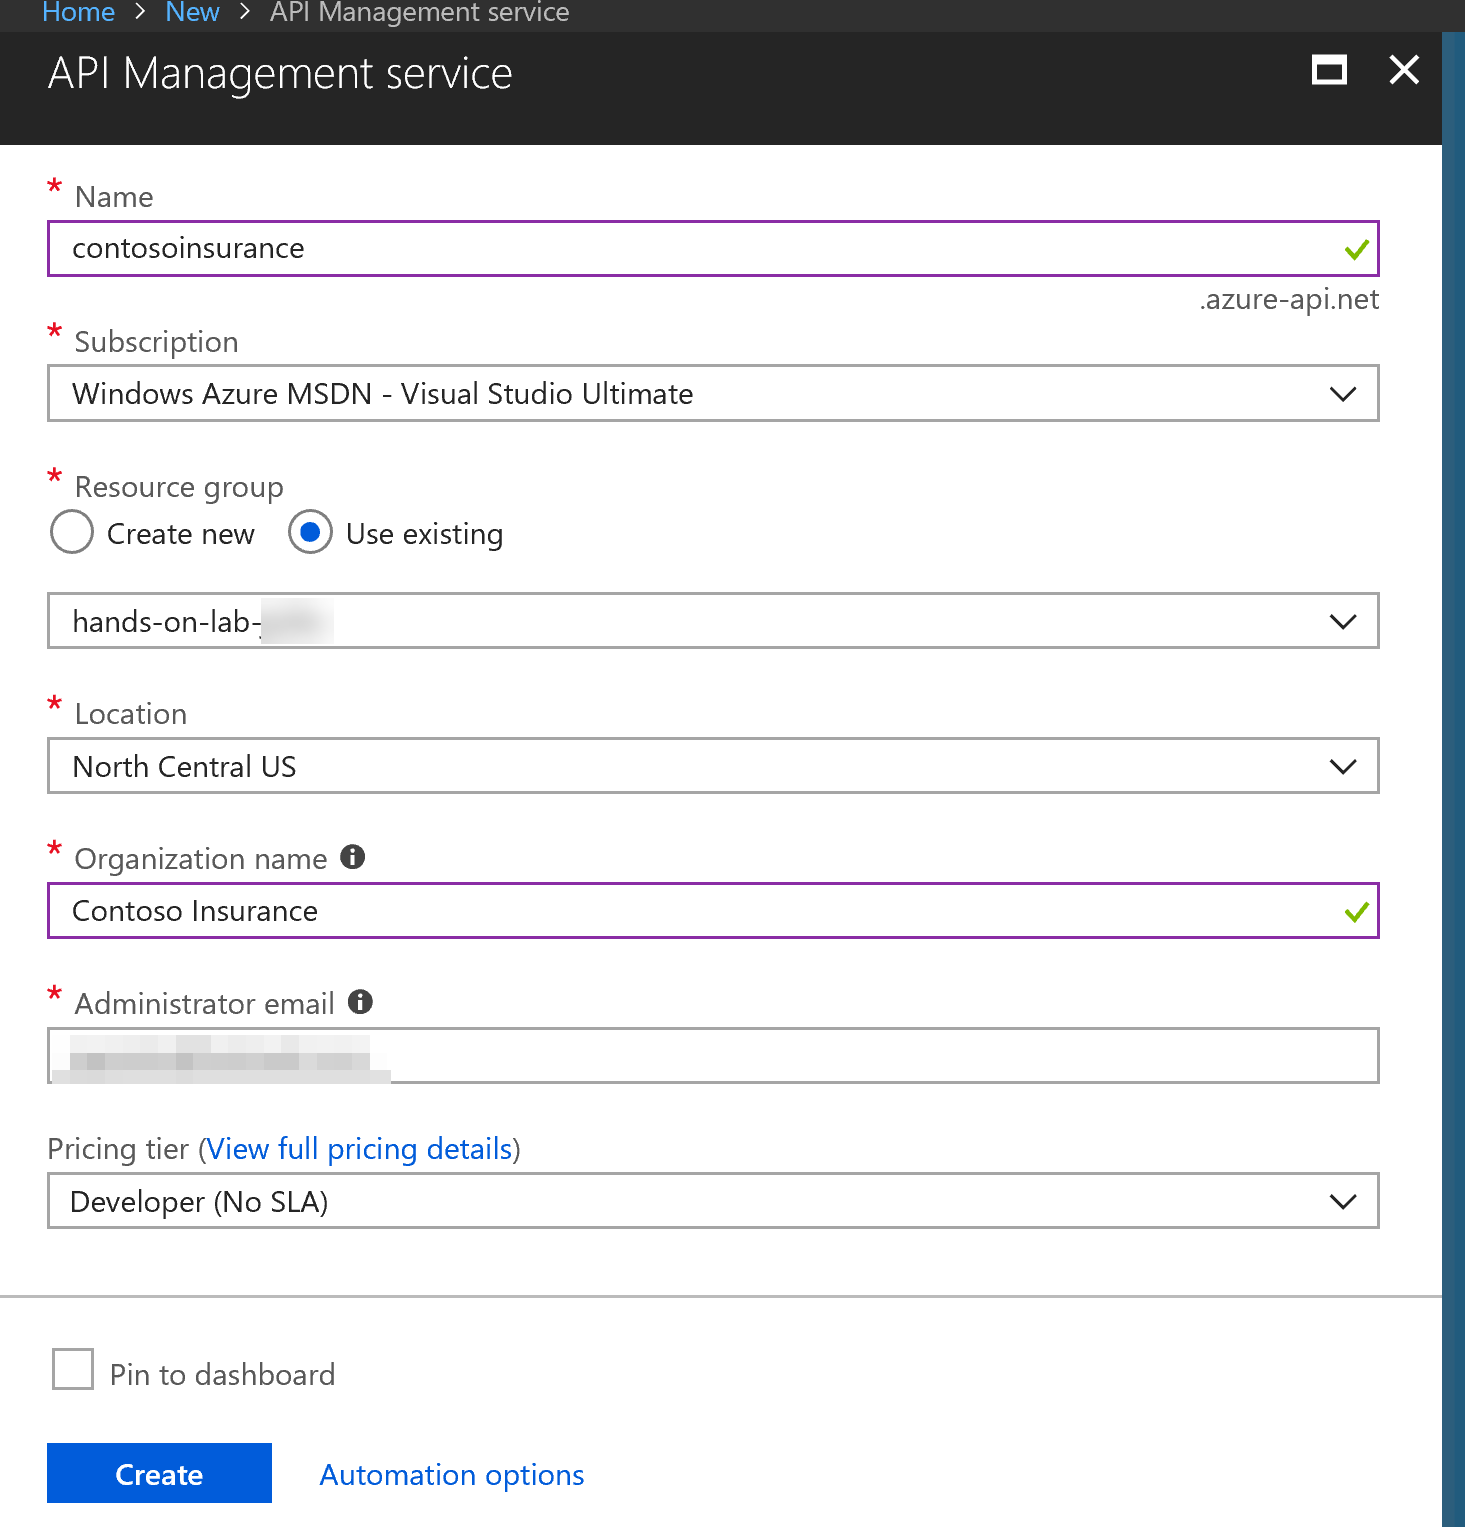 Home > New > API Management service
API Management service
* Name
contosoinsurance
.azure-api.net
* Subscription
Windows Azure MSDN - Visual Studio Ultimate
* Resource group
Create new Use existing
hands-on-lab-
* Location
North Central US
* Organization name
Contoso Insurance
* Administrator email
Pricing tier (View full pricing details)
Developer (No SLA)
Pin to dashboard
Create Automation options